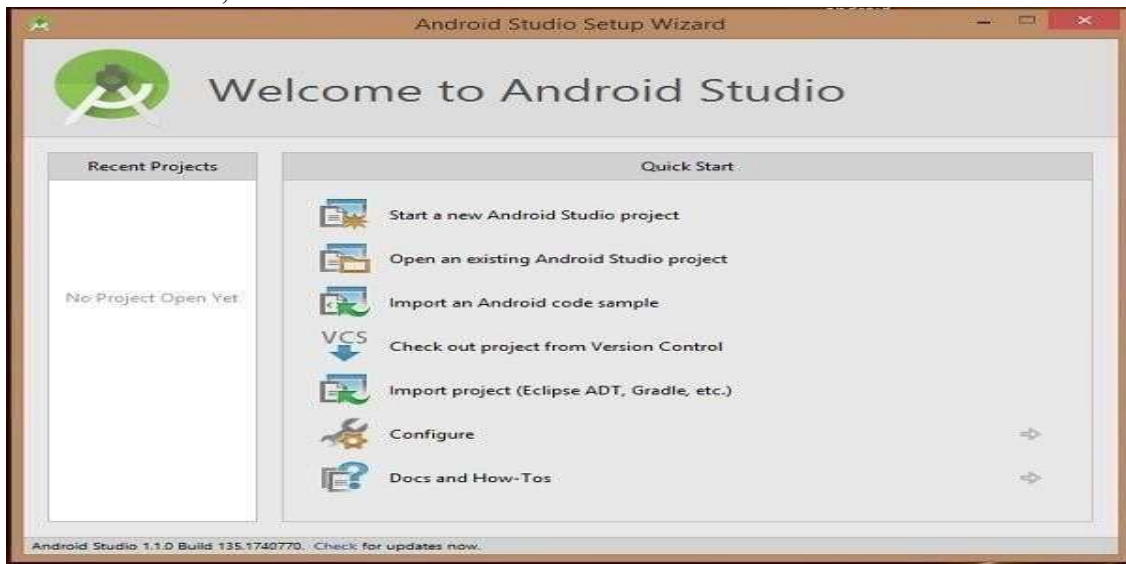 Android Studio Setup Wizard
Welcome to Android Studio
Recent Projects
Quick Start
No Project Open Yet
Start a new Android Studio project
Open an existing Android Studio project
Import an Android code sample
VCS
Check out project from Version Control
Import project (Eclipse ADT, Gradle, etc.)
Configure
Docs and How-Tos
Android Studio 1.1.0 Build 135.1740770. Check for updates now.